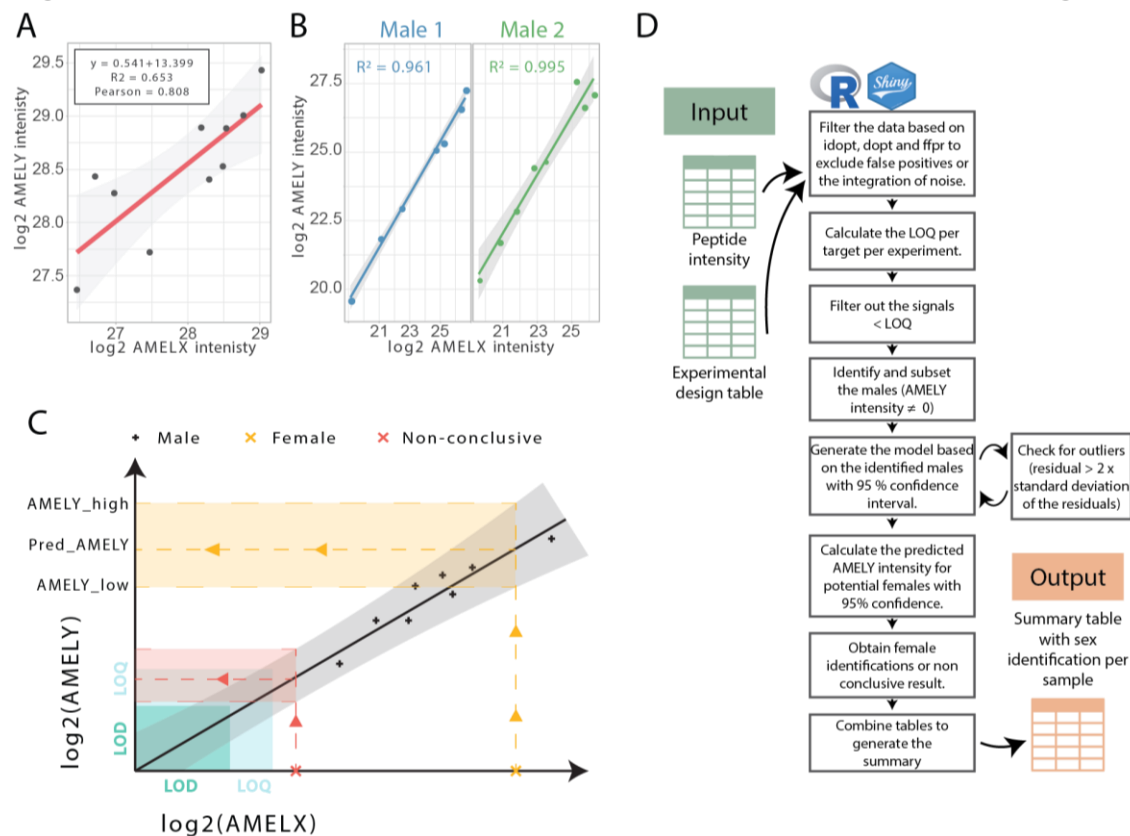 A
y = 0.541+13.399
R2 = 0.653
Pearson = 0.808
29.5
29.0
28.5
28.0
27.5
27
28
29
log2 AMELY intenisty
log2 AMELX intenisty
B
Male 1
Male 2
R² = 0.961
R² = 0.995
27.5
25.0
22.5
20.0
21
23
25
21
23
25
log2 AMELY intensity
log2 AMELX intenisty
C
Male
Female
Non-conclusive
AMELY_high
Pred_AMELY
AMELY_low
LOQ
LOD
log2(AMELY)
LOD
LOQ
log2(AMELX)
D
R
Shiny
Input
Peptide
intensity
Experimental
design table
Filter the data based on
idopt, dopt and ffpr to
exclude false positives or
the integration of noise.
Calculate the LOQ per
target per experiment.
Filter out the signals
< LOQ
Identify and subset
the males (AMELY
intensity ≠ 0)
Generate the model based
on the identified males
with 95 % confidence
interval.
Check for outliers
(residual > 2 x
standard deviation
of the residuals)
Calculate the predicted
AMELY intensity for
potential females with
95% confidence.
Obtain female
identifications or non
conclusive result.
Combine tables to
generate the
summary
Output
Summary table
with sex
identification per
sample